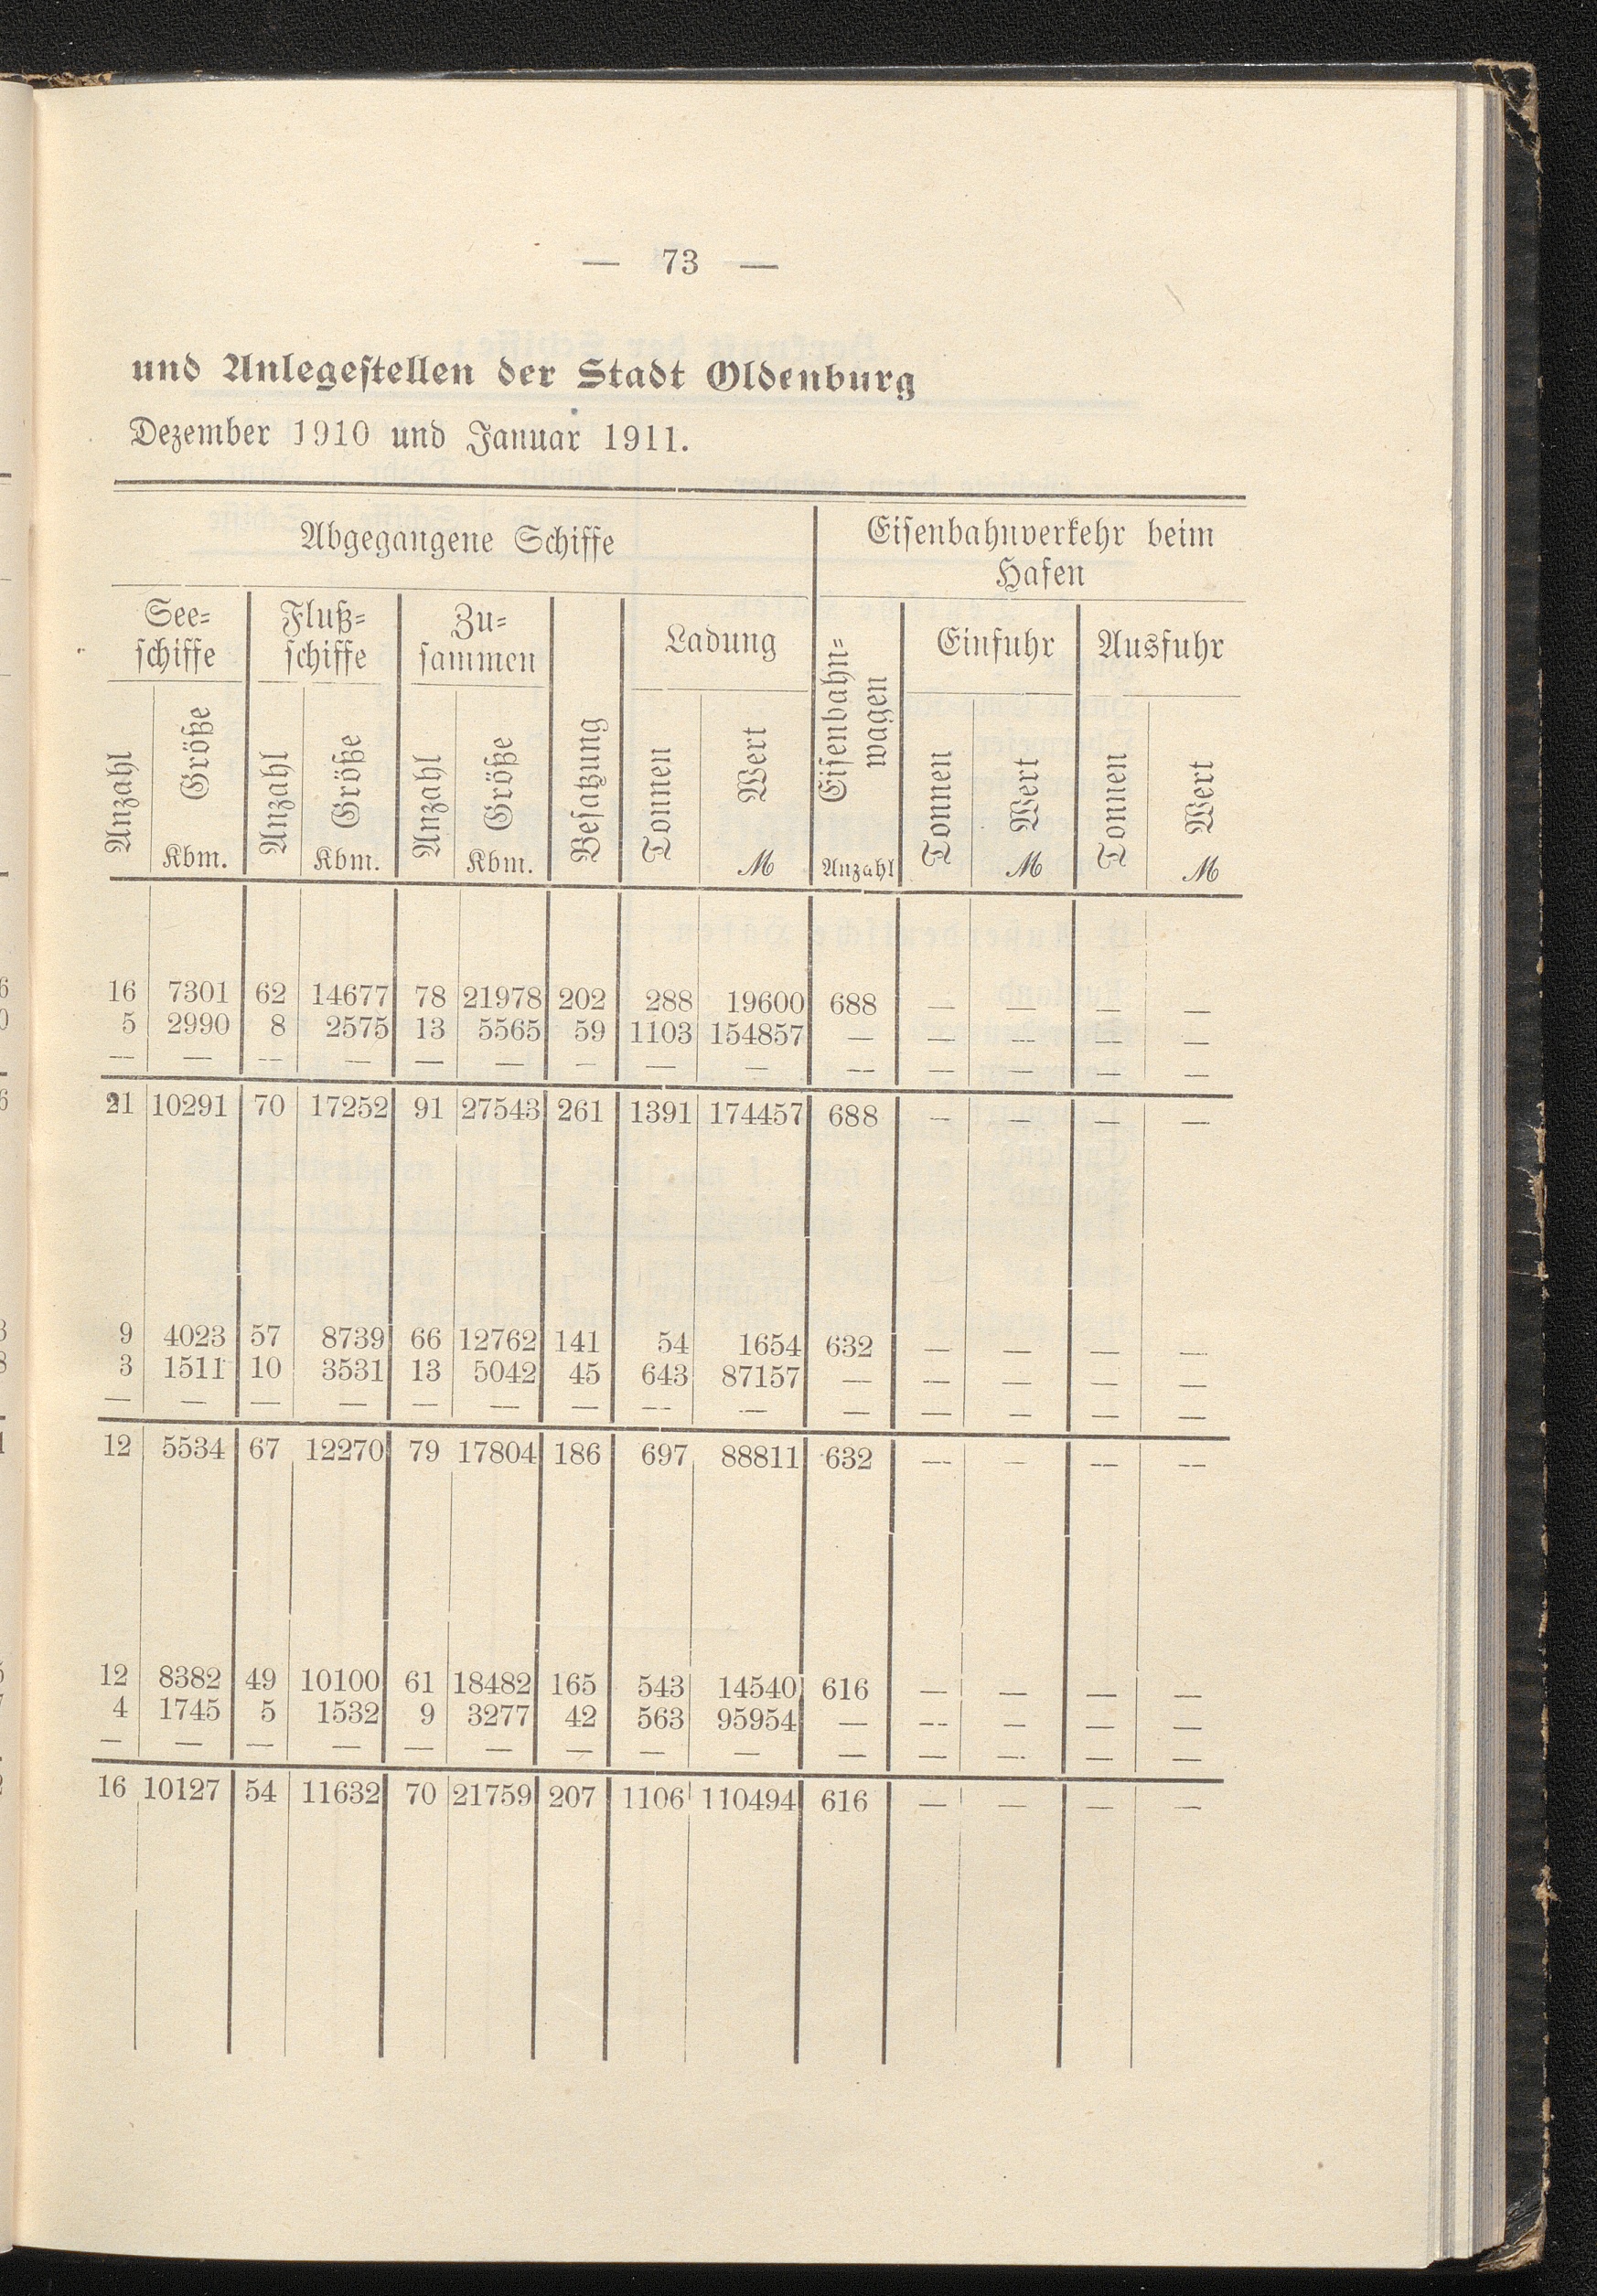 — 73 —
und Anlegestellen der Stadt Oldenburg
Dezember 1910 und Januar 1911.
Abgegangene Schiffe | Eisenbahnverkehr beim Hafen
See-schiffe | Fluß-schiffe | Zu-sammen | Besatzung | Ladung | Eisenbahn-wagen | Einfuhr | Ausfuhr
Anzahl | Größe | Anzahl | Größe | Anzahl | Größe | Tonnen | Wert | Tonnen | Wert | Tonnen | Wert
Kbm. | Kbm. | Kbm. | M | Anzahl | M | M
16 | 7301 | 62 | 14677 | 78 | 21978 | 202 | 288 | 19600 | 688 | — | — | — | —
5 | 2990 | 8 | 2575 | 13 | 5565 | 59 | 1103 | 154857 | — | — | — | — | —
— | — | — | — | — | — | — | — | — | — | — | — | — | —
21 | 10291 | 70 | 17252 | 91 | 27543 | 261 | 1391 | 174457 | 688 | — | — | — | —
9 | 4023 | 57 | 8739 | 66 | 12762 | 141 | 54 | 1654 | 632 | — | — | — | —
3 | 1511 | 10 | 3531 | 13 | 5042 | 45 | 643 | 87157 | — | — | — | — | —
— | — | — | — | — | — | — | — | — | — | — | — | — | —
12 | 5534 | 67 | 12270 | 79 | 17804 | 186 | 697 | 88811 | 632 | — | — | — | —
12 | 8382 | 49 | 10100 | 61 | 18482 | 165 | 543 | 14540 | 616 | — | — | — | —
4 | 1745 | 5 | 1532 | 9 | 3277 | 42 | 563 | 95954 | — | — | — | — | —
— | — | — | — | — | — | — | — | — | — | — | — | — | —
16 | 10127 | 54 | 11632 | 70 | 21759 | 207 | 1106 | 110494 | 616 | — | — | — | —